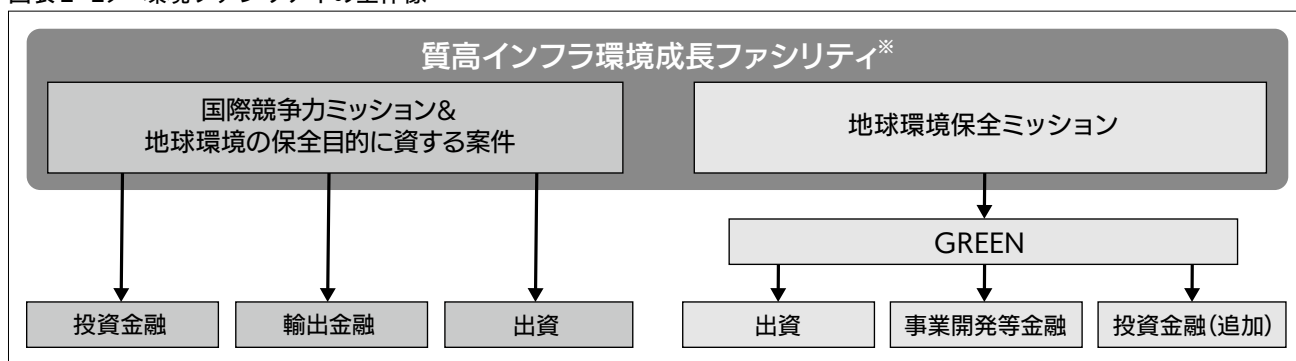 質高インフラ環境成長ファシリティ※
国際競争力ミッション&
地球環境の保全目的に資する案件
地球環境保全ミッション
GREEN
投資金融
輸出金融
出資
出資
事業開発等金融
投資金融(追加)